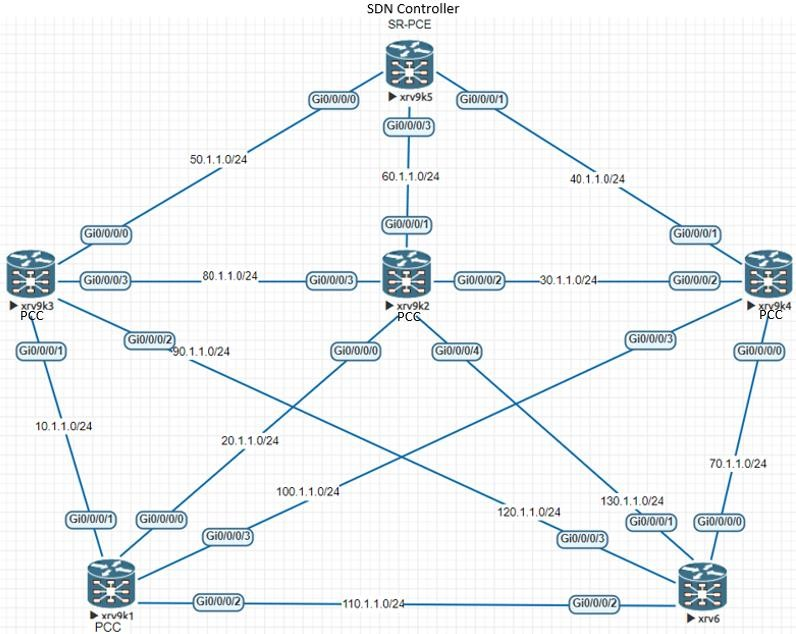 SDN Controller
SR-PCE
xrv9k5
Gi0/0/0/0
Gi0/0/0/1
Gi0/0/0/3
50.1.1.0/24
60.1.1.0/24
40.1.1.0/24
Gi0/0/0/0
Gi0/0/0/1
Gi0/0/0/1
Gi0/0/0/3
80.1.1.0/24
Gi0/0/0/3
Gi0/0/0/2
30.1.1.0/24
Gi0/0/0/2
xrv9k3
PCC
xrv9k2
PCC
xrv9k4
PCC
Gi0/0/0/1
Gi0/0/0/2
90.1.1.0/24
Gi0/0/0/0
Gi0/0/0/4
Gi0/0/0/3
Gi0/0/0/0
10.1.1.0/24
20.1.1.0/24
70.1.1.0/24
100.1.1.0/24
120.1.1.0/24
130.1.1.0/24
Gi0/0/0/1
Gi0/0/0/0
Gi0/0/0/3
Gi0/0/0/3
Gi0/0/0/1
Gi0/0/0/0
Gi0/0/0/2
110.1.1.0/24
Gi0/0/0/2
xrv9k1
PCC
xrv6